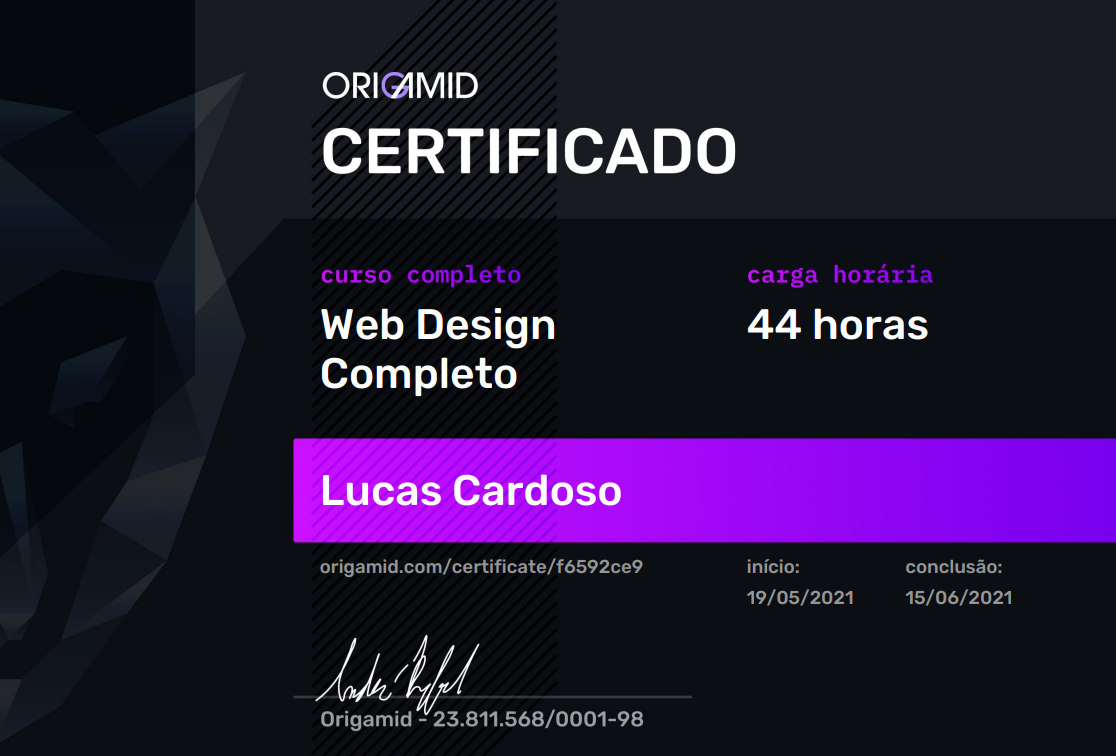 ORIGAMID
CERTIFICADO
curso completo
Web Design
Completo
carga horária
44 horas
Lucas Cardoso
origamid.com/certificate/f6592ce9
início:
19/05/2021
conclusão:
15/06/2021
Origamid - 23.811.568/0001-98